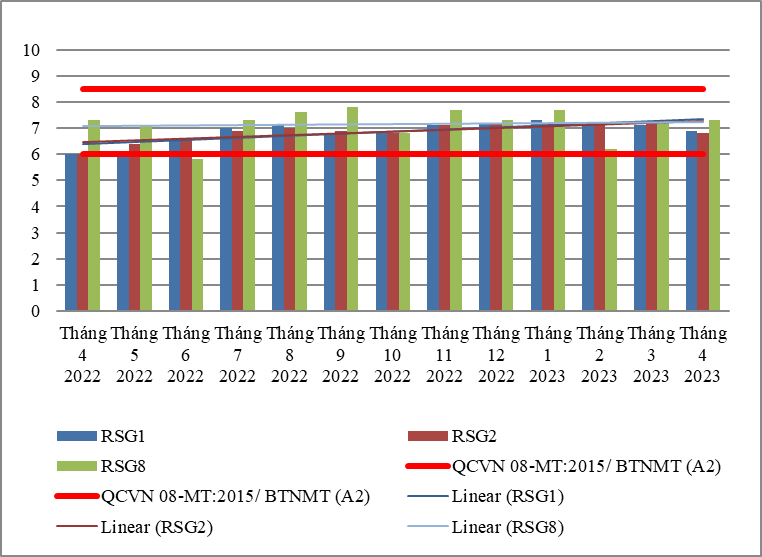 10
9
8
7
6
5
4
3
2
1
0
Tháng Tháng Tháng Tháng Tháng Tháng Tháng Tháng Tháng Tháng Tháng Tháng Tháng
4 5 6 7 8 9 10 11 12 1 2 3 4
2022 2022 2022 2022 2022 2022 2022 2022 2022 2023 2023 2023 2023
RSG1 RSG2
RSG8 QCVN 08-MT:2015/ BTNMT (A2)
QCVN 08-MT:2015/ BTNMT (A2) Linear (RSG1)
Linear (RSG2) Linear (RSG8)